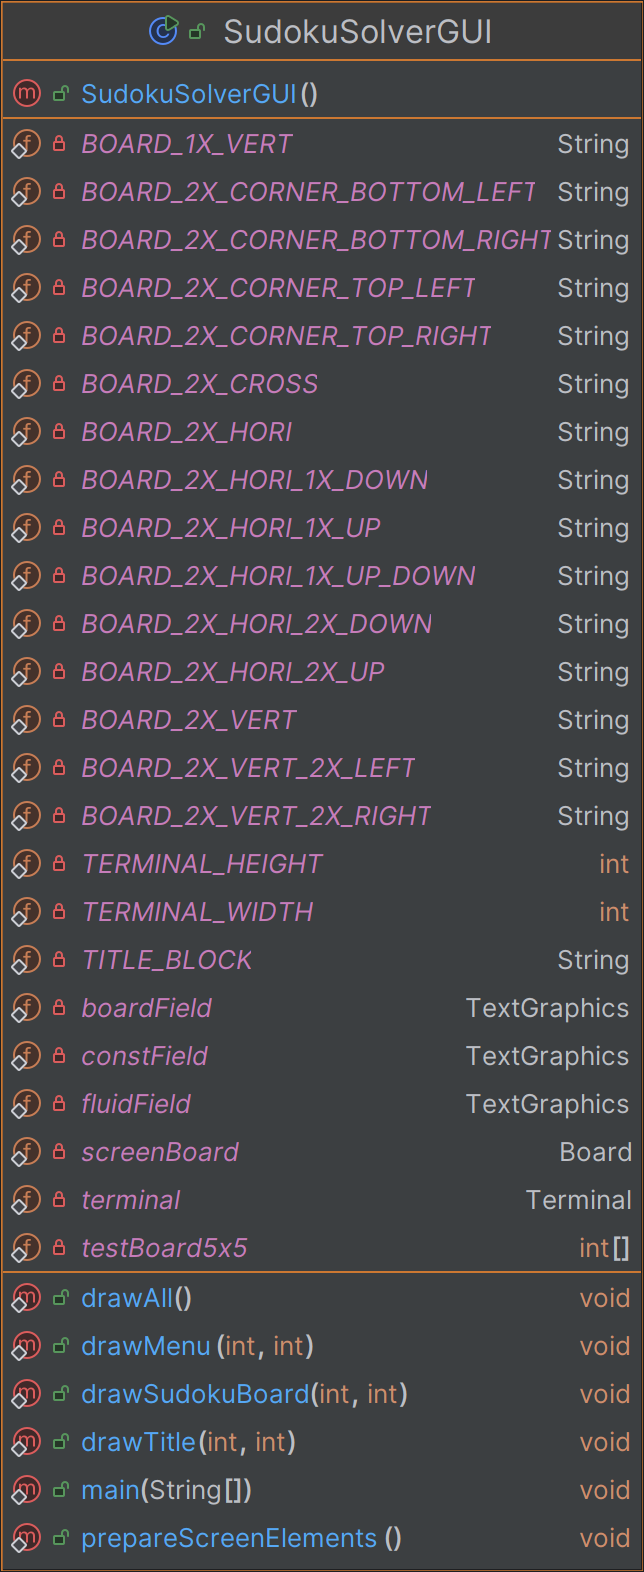 SudokuSolverGUI
SudokuSolverGUI()
BOARD_1X_VERT String
BOARD_2X_CORNER_BOTTOM_LEFT String
BOARD_2X_CORNER_BOTTOM_RIGHT String
BOARD_2X_CORNER_TOP_LEFT String
BOARD_2X_CORNER_TOP_RIGHT String
BOARD_2X_CROSS String
BOARD_2X_HORI String
BOARD_2X_HORI_1X_DOWN String
BOARD_2X_HORI_1X_UP String
BOARD_2X_HORI_1X_UP_DOWN String
BOARD_2X_HORI_2X_DOWN String
BOARD_2X_HORI_2X_UP String
BOARD_2X_VERT String
BOARD_2X_VERT_2X_LEFT String
BOARD_2X_VERT_2X_RIGHT String
TERMINAL_HEIGHT int
TERMINAL_WIDTH int
TITLE_BLOCK String
boardField TextGraphics
constField TextGraphics
fluidField TextGraphics
screenBoard Board
terminal Terminal
testBoard5x5 int[]
drawAll() void
drawMenu(int, int) void
drawSudokuBoard(int, int) void
drawTitle(int, int) void
main(String[]) void
prepareScreenElements() void